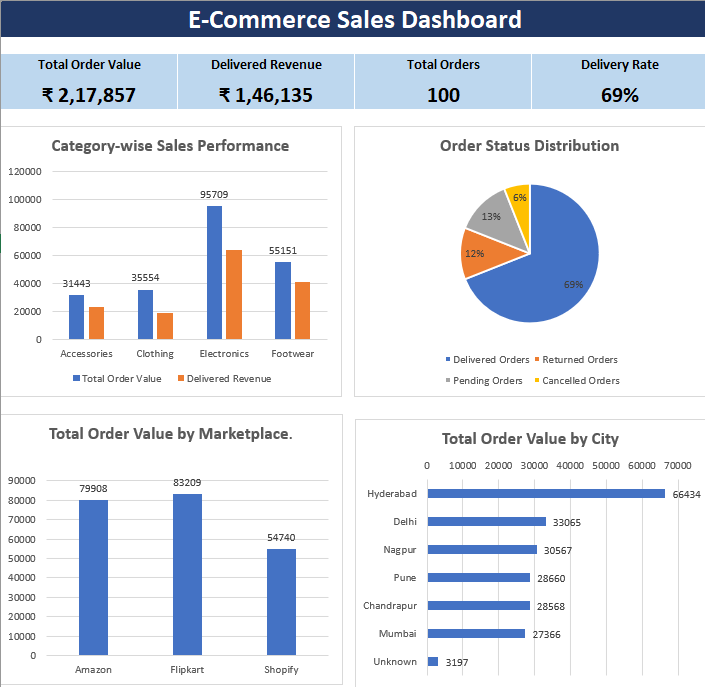 E-Commerce Sales Dashboard
Total Order Value
Delivered Revenue
Total Orders
Delivery Rate
₹ 2,17,857
₹ 1,46,135
100
69%
Category-wise Sales Performance
120000
100000
80000
60000
40000
20000
0
31443
35554
95709
55151
Accessories
Clothing
Electronics
Footwear
Total Order Value
Delivered Revenue
Order Status Distribution
6%
13%
12%
69%
Delivered Orders
Returned Orders
Pending Orders
Cancelled Orders
Total Order Value by Marketplace.
90000
80000
70000
60000
50000
40000
30000
20000
10000
0
79908
83209
54740
Amazon
Flipkart
Shopify
Total Order Value by City
0 10000 20000 30000 40000 50000 60000 70000
Hyderabad 66434
Delhi 33065
Nagpur 30567
Pune 28660
Chandrapur 28568
Mumbai 27366
Unknown 3197